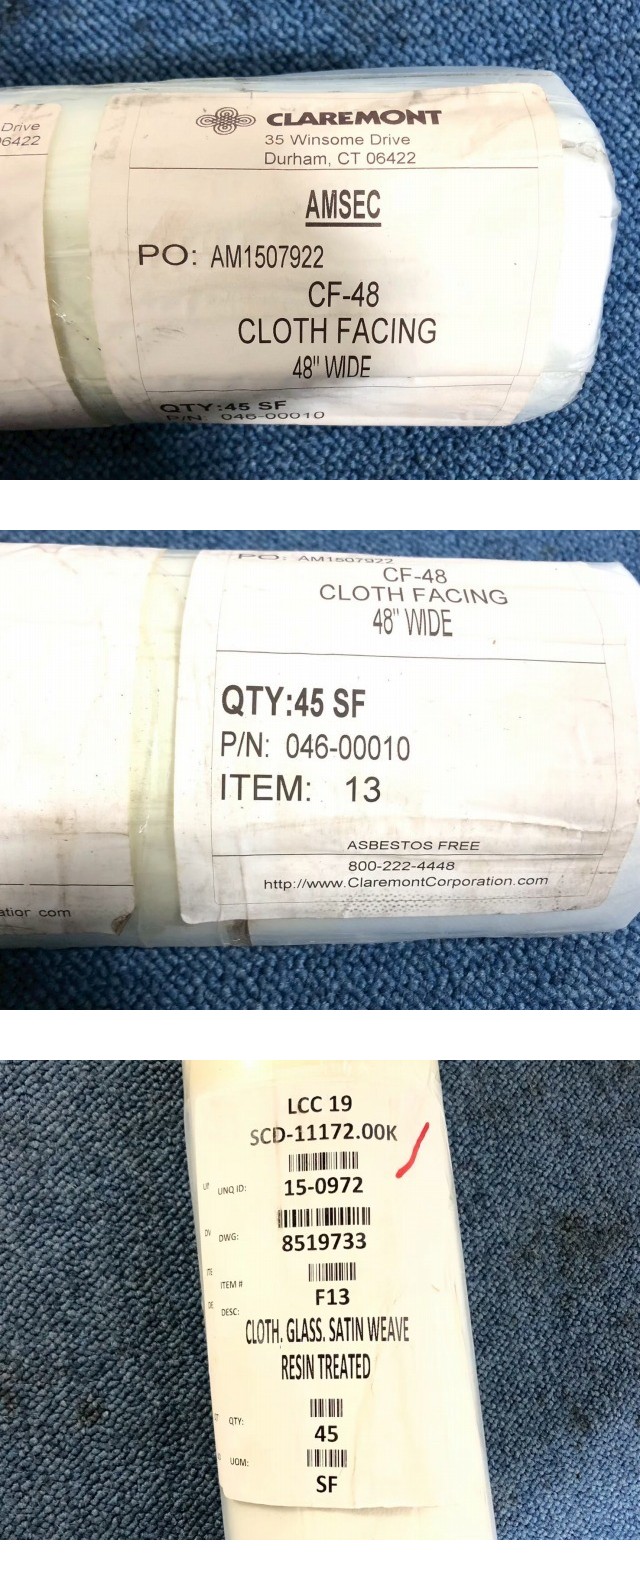 Drive
06422
CLAREMONT
35 Winsome Drive
Durham, CT 06422
AMSEC
PO: AM1507922
CF-48
CLOTH FACING
48" WIDE
QTY:45 SF
P/N: 046-00010
PO: AM1507922
CF-48
CLOTH FACING
48" WIDE
QTY:45 SF
P/N: 046-00010
ITEM: 13
ASBESTOS FREE
800-222-4448
http://www.ClaremontCorporation.com
com
LCC 19
SCD-11172.00K
UNQ ID: 15-0972
DWG: 8519733
ITEM # F13
DESC:
CLOTH. GLASS. SATIN WEAVE
RESIN TREATED
QTY: 45
UOM: SF